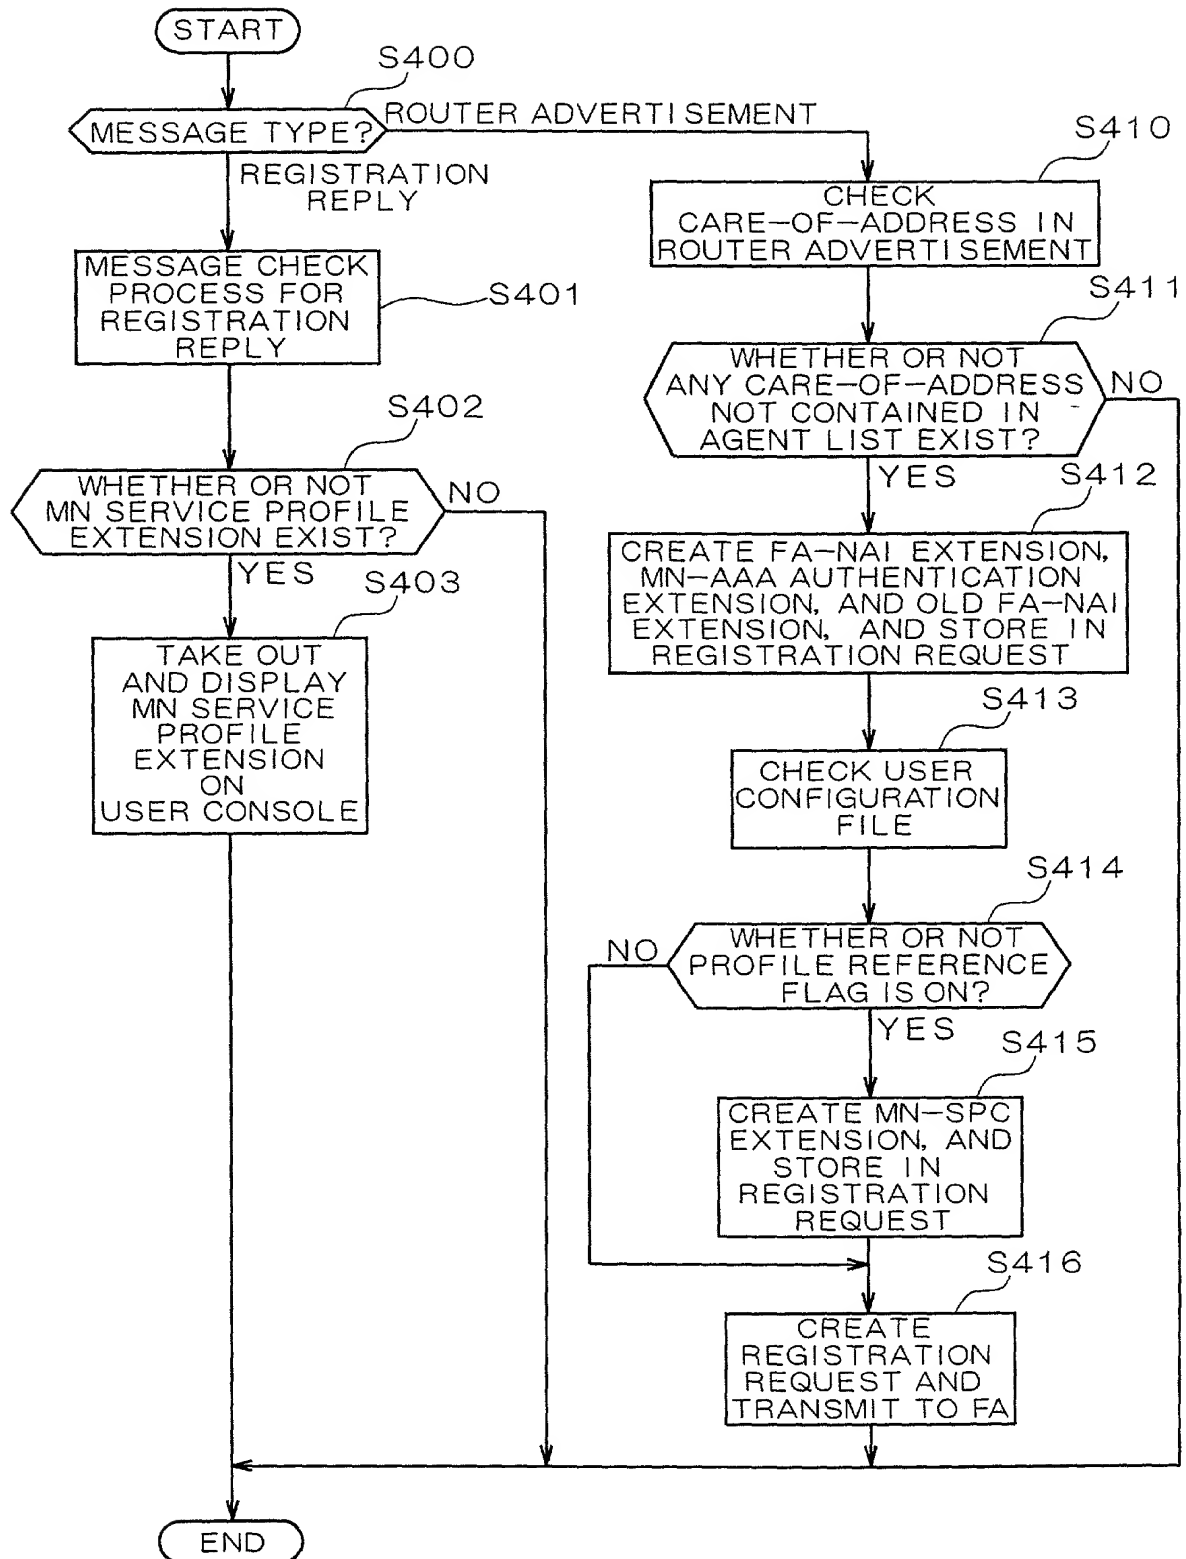 START
S400
MESSAGE TYPE?
ROUTER ADVERTISEMENT
REGISTRATION
REPLY
MESSAGE CHECK
PROCESS FOR
REGISTRATION
REPLY
S401
S402
WHETHER OR NOT
MN SERVICE PROFILE
EXTENSION EXIST?
NO
YES
S403
TAKE OUT
AND DISPLAY
MN SERVICE
PROFILE
EXTENSION
ON
USER CONSOLE
S410
CHECK
CARE-OF-ADDRESS IN
ROUTER ADVERTISEMENT
S411
WHETHER OR NOT
ANY CARE-OF-ADDRESS
NOT CONTAINED IN
AGENT LIST EXIST?
NO
YES
S412
CREATE FA-NAI EXTENSION,
MN-AAA AUTHENTICATION
EXTENSION, AND OLD FA-NAI
EXTENSION, AND STORE IN
REGISTRATION REQUEST
S413
CHECK USER
CONFIGURATION
FILE
S414
WHETHER OR NOT
PROFILE REFERENCE
FLAG IS ON?
NO
YES
S415
CREATE MN-SPC
EXTENSION, AND
STORE IN
REGISTRATION
REQUEST
S416
CREATE
REGISTRATION
REQUEST AND
TRANSMIT TO FA
END